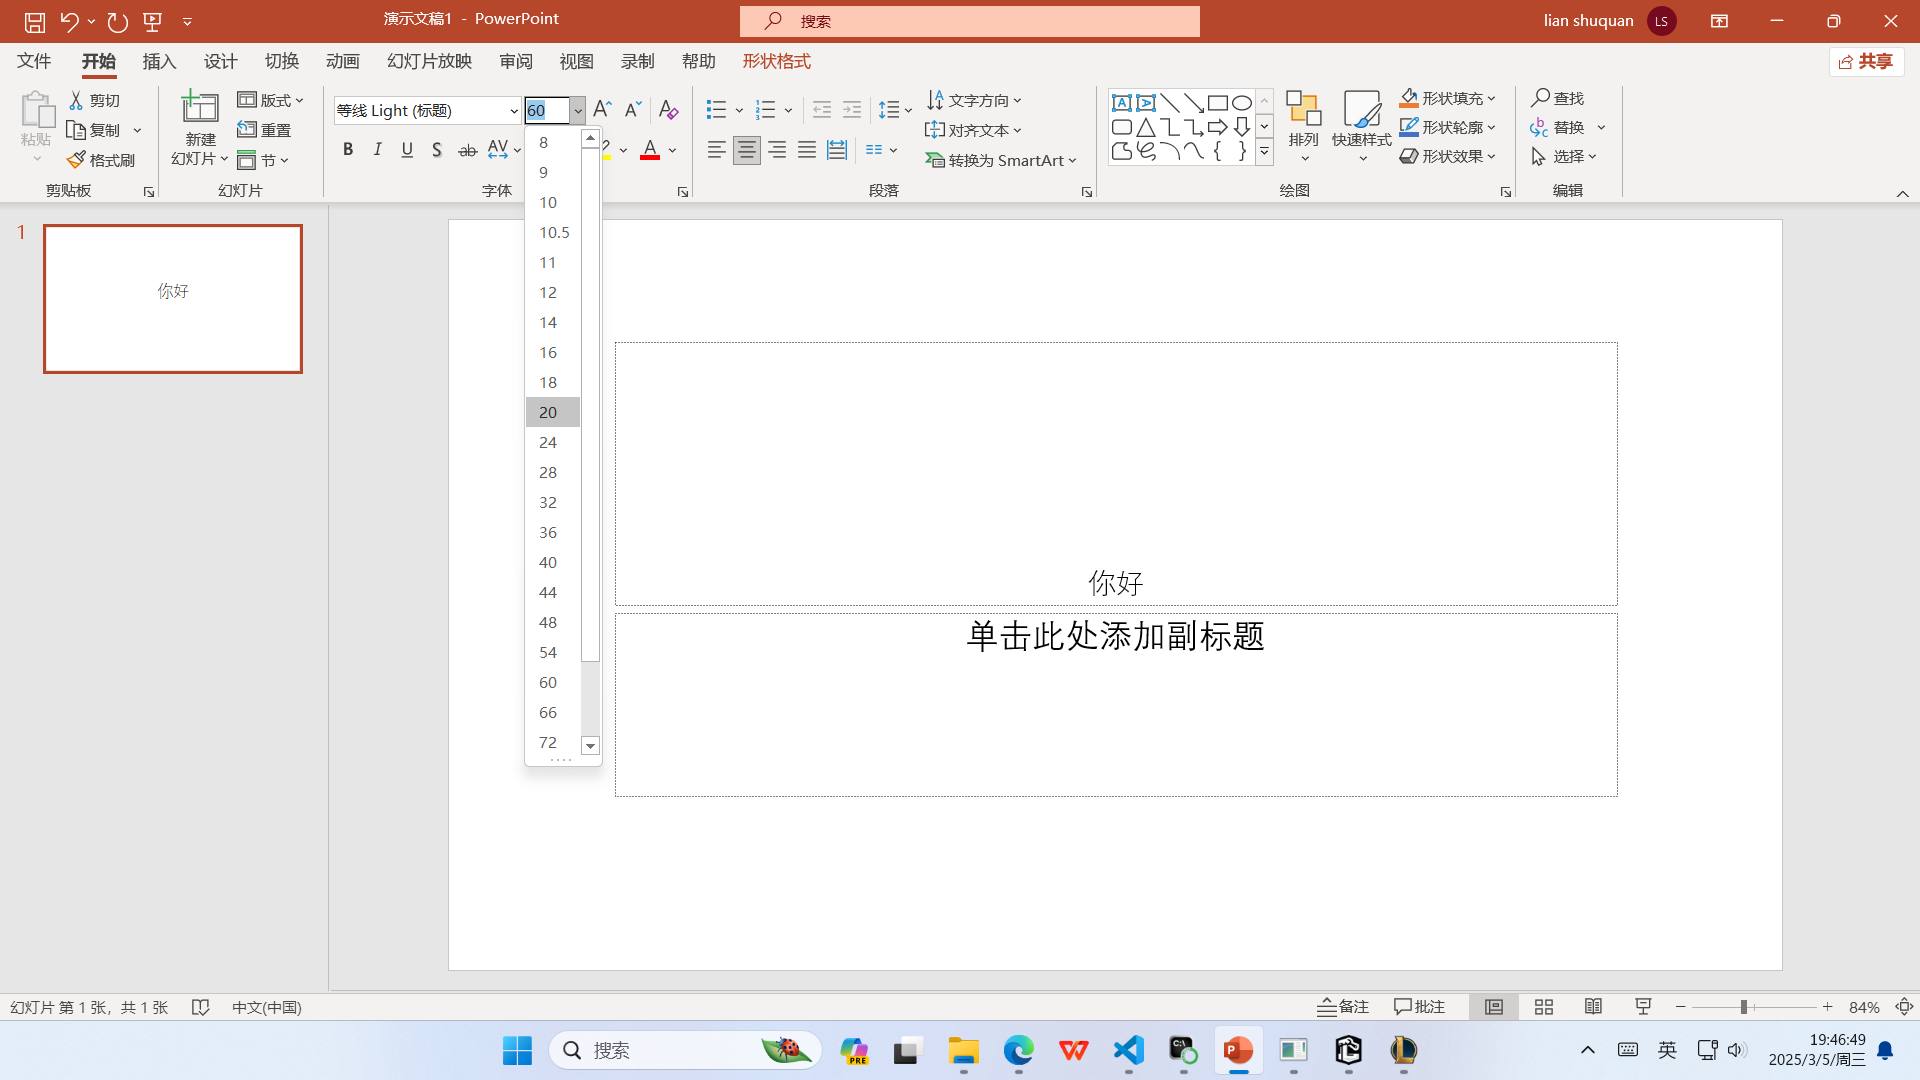 演示文稿1 - PowerPoint
搜索
lian shuquan
LS
文件 开始 插入 设计 切换 动画 幻灯片放映 审阅 视图 录制 帮助 形状格式
共享
粘贴
剪切
复制
格式刷
剪贴板
新建
幻灯片
版式
重置
节
幻灯片
等线 Light (标题)
60
B I U S ab AV A
字体
文字方向
对齐文本
转换为 SmartArt
段落
排列
快速样式
形状填充
形状轮廓
形状效果
绘图
查找
替换
选择
编辑
8
9
10
10.5
11
12
14
16
18
20
24
28
32
36
40
44
48
54
60
66
72
1
你好
你好
单击此处添加副标题
幻灯片 第 1 张，共 1 张
中文(中国)
备注
批注
84%
搜索
PRE
英
19:46:49
2025/3/5/周三